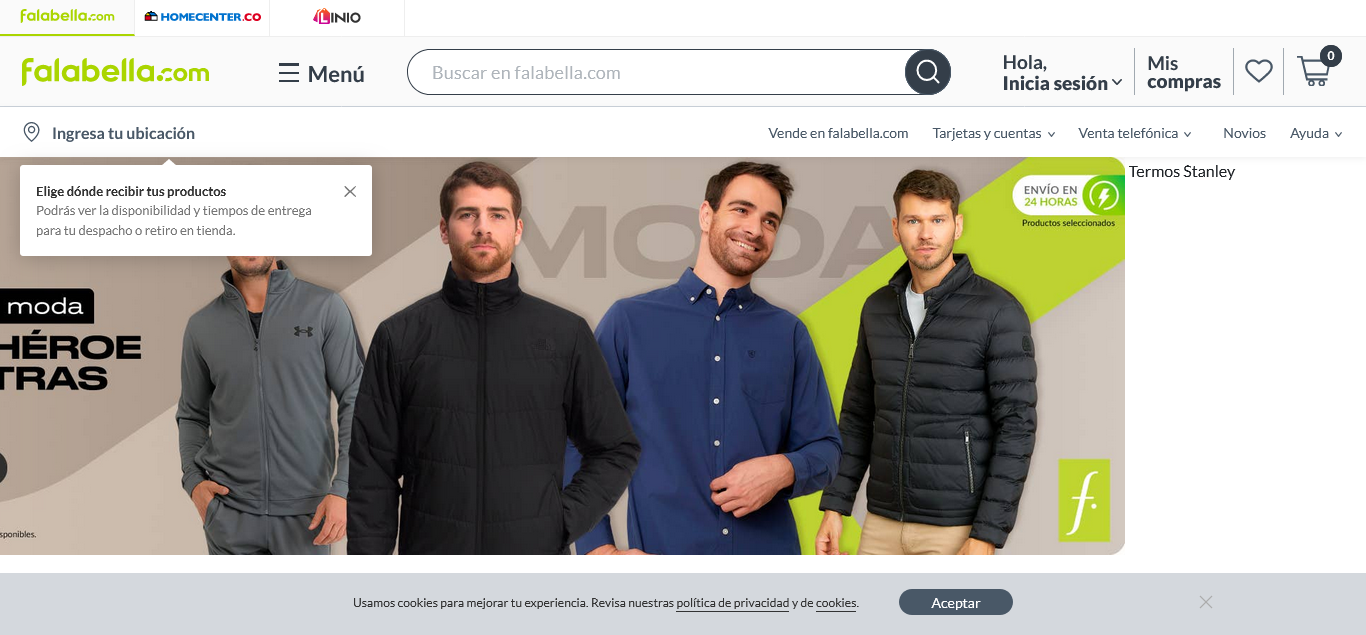 falabella.com
HOMECENTER.CO
LINIO
falabella.com
Menú
Buscar en falabella.com
Hola,
Inicia sesión
Mis
compras
0
Ingresa tu ubicación
Vende en falabella.com
Tarjetas y cuentas
Venta telefónica
Novios
Ayuda
Elige dónde recibir tus productos
Podrás ver la disponibilidad y tiempos de entrega
para tu despacho o retiro en tienda.
MODA
ENVÍO EN
24 HORAS
Productos seleccionados
Termos Stanley
moda
HÉROE
TRAS
f.
sponibles.
Usamos cookies para mejorar tu experiencia. Revisa nuestras política de privacidad y de cookies.
Aceptar